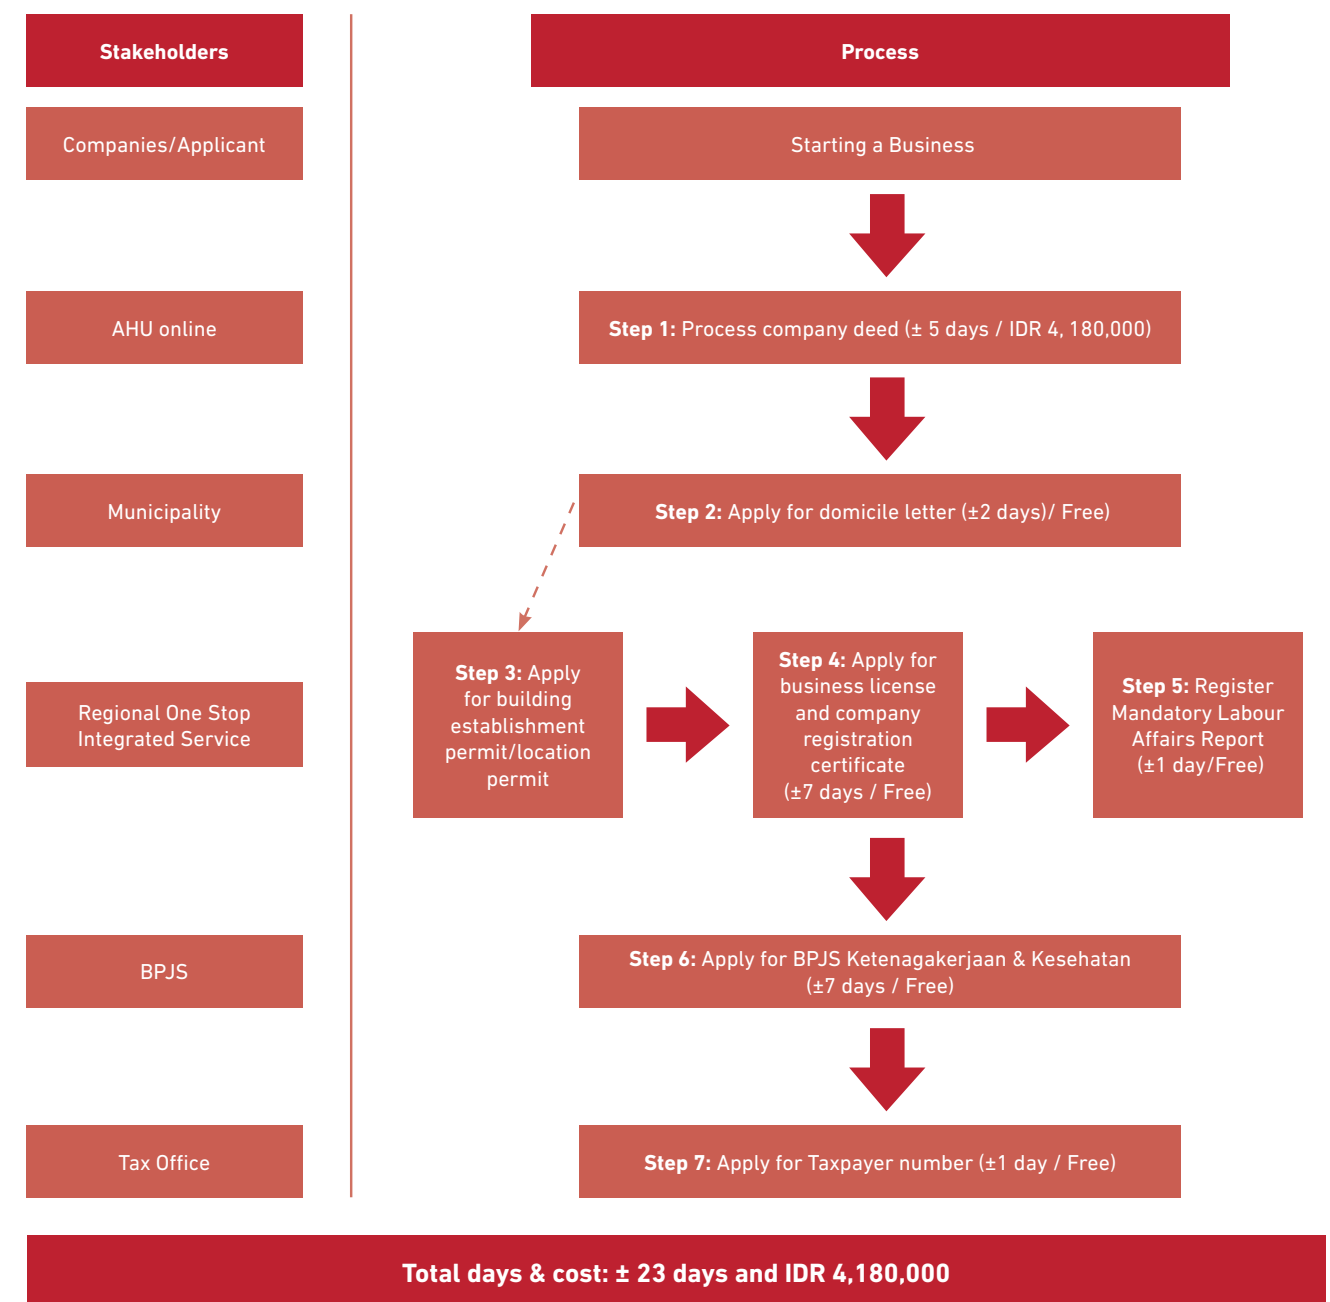 Stakeholders
Process
Companies/Applicant
Starting a Business
AHU online
Step 1: Process company deed (± 5 days / IDR 4, 180,000)
Municipality
Step 2: Apply for domicile letter (±2 days)/ Free)
Regional One Stop
Integrated Service
Step 3: Apply
for building
establishment
permit/location
permit
Step 4: Apply for
business license
and company
registration
certificate
(±7 days / Free)
Step 5: Register
Mandatory Labour
Affairs Report
(±1 day/Free)
BPJS
Step 6: Apply for BPJS Ketenagakerjaan & Kesehatan
(±7 days / Free)
Tax Office
Step 7: Apply for Taxpayer number (±1 day / Free)
Total days & cost: ± 23 days and IDR 4,180,000